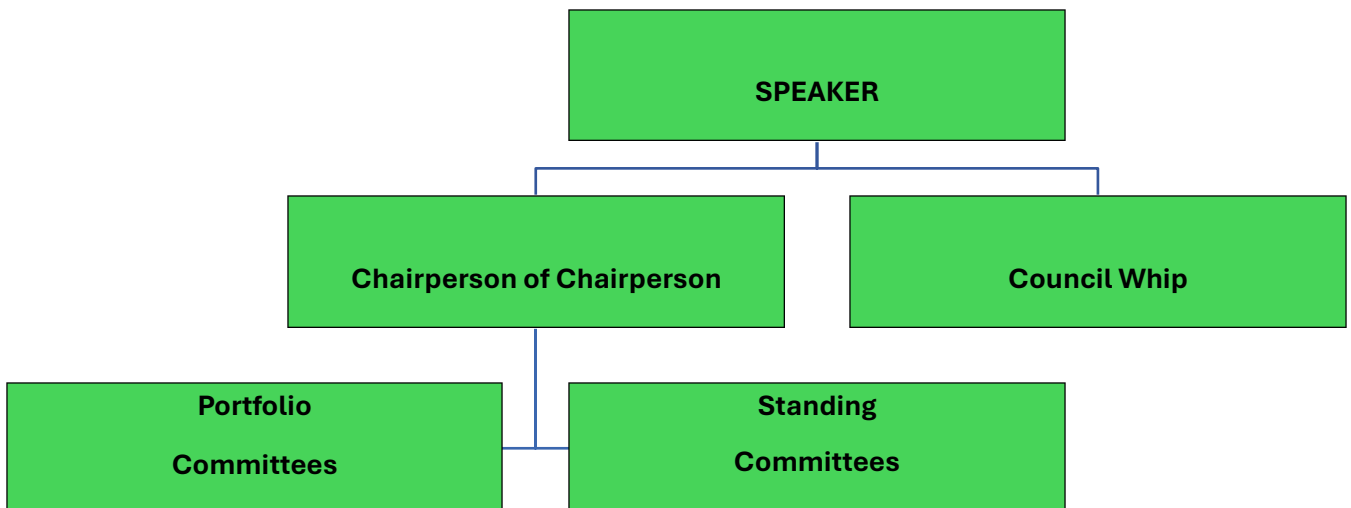 SPEAKER
Chairperson of Chairperson
Council Whip
Portfolio
Committees
Standing
Committees